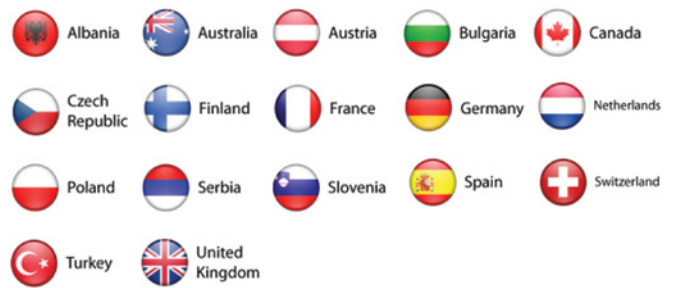 Albania
Australia
Austria
Bulgaria
Canada
Czech
Republic
Finland
France
Germany
Netherlands
Poland
Serbia
Slovenia
Spain
Switzerland
Turkey
United
Kingdom